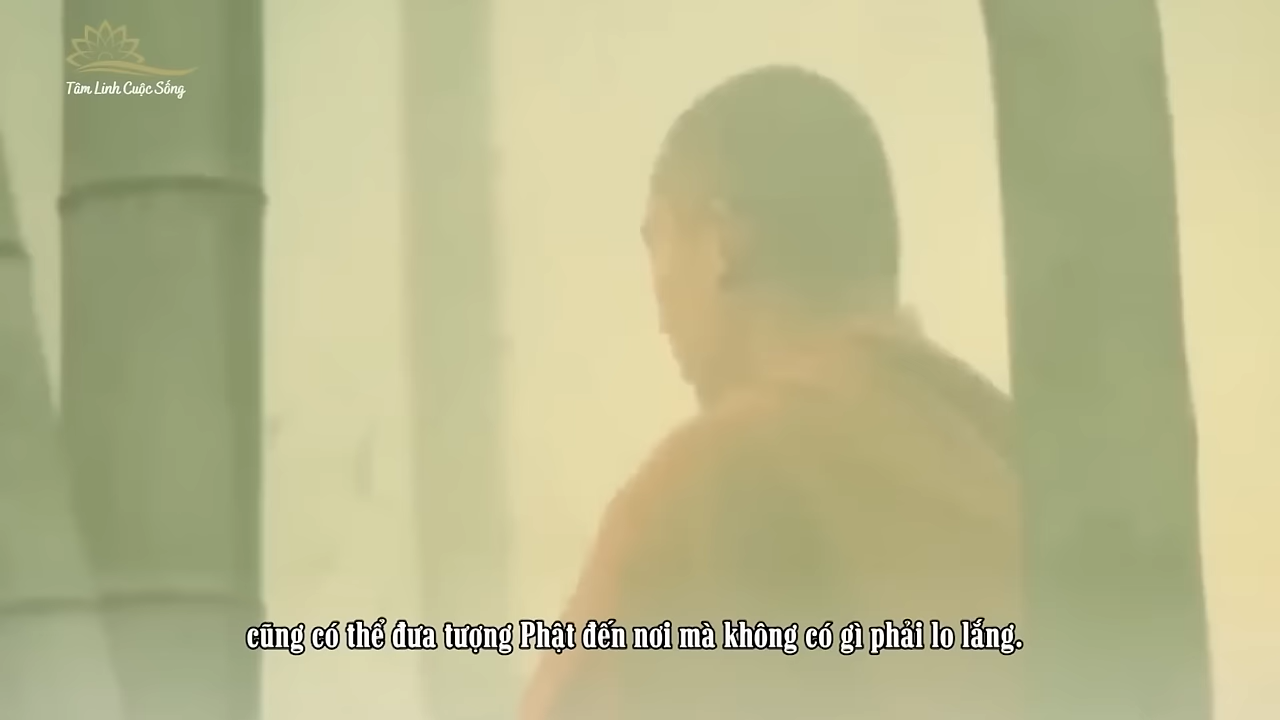 Tâm Linh Cuộc Sống
cũng có thể đưa tượng Phật đến nơi mà không có gì phải lo lắng.